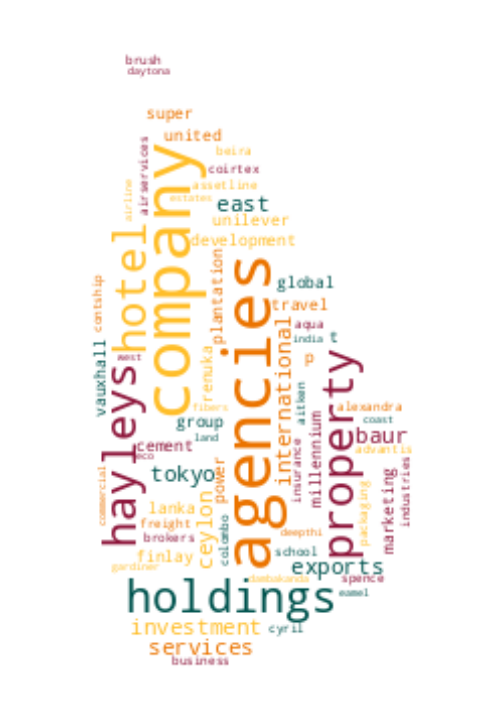 brush
daytona
super
united
airservices
beira
coirtex
airline
assetline
estates
east
company
unilever
hotel
development
plantation
agencies
contship
global
travel
international
aqua
india
t
vauxhall
west
renuka
p
property
hayleys
aitken
fibers
alexandra
group
coast
land
millennium
baur
cement
advantis
eco
insurance
tokyo
power
marketing
industries
commercial
packaging
ceylon
lanka
freight
colombo
deepthi
brokers
school
finlay
exports
gardiner
dambakanda
spence
holdings
eamel
investment
cyril
services
business